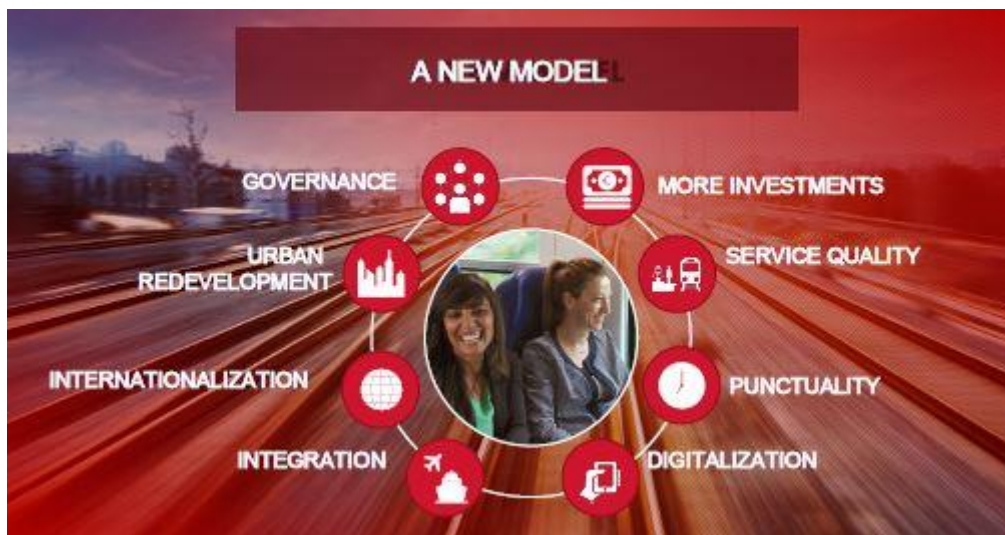 A NEW MODEL
GOVERNANCE
MORE INVESTMENTS
URBAN
REDEVELOPMENT
SERVICE QUALITY
INTERNATIONALIZATION
PUNCTUALITY
INTEGRATION
DIGITALIZATION